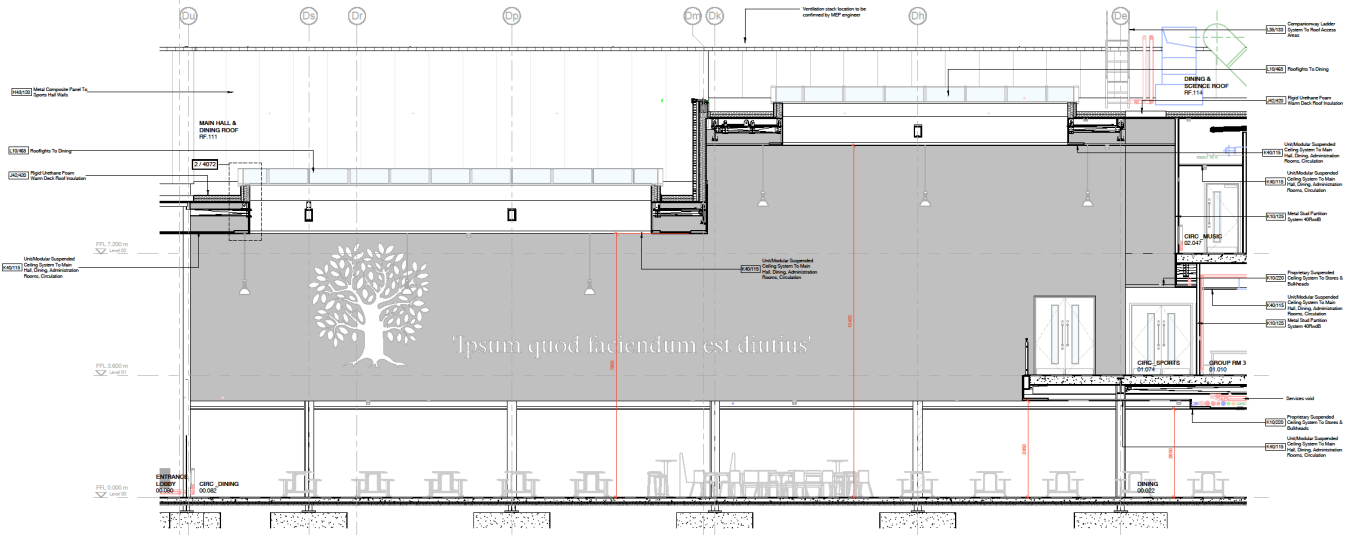 Du
Ds
Dr
Dp
Dm
Dk
Dh
De
Ventilation stack location to be
confirmed by MEP engineer
L28/133 Companionway Ladder
System To Roof Access
Areas
L10/465 Rooflights To Dining
DINING &
SCIENCE ROOF
RF.114
J42/420 Rigid Urethane Foam
Warm Deck Roof Insulation
Metal Composite Panel To
Sports Hall Walls
MAIN HALL &
DINING ROOF
RF.111
L10/465 Rooflights To Dining
2 / 4072
J42/420 Rigid Urethane Foam
Warm Deck Roof Insulation
K40/115 Unit/Modular Suspended
Ceiling System To Main
Hall, Dining, Administration
Rooms, Circulation
K40/115 Unit/Modular Suspended
Ceiling System To Main
Hall, Dining, Administration
Rooms, Circulation
K10/125 Metal Stud Partition
System 40RwdB
CIRC_MUSIC
02.047
FFL 7.200 m
Level 02
K40/115 Unit/Modular Suspended
Ceiling System To Main
Hall, Dining, Administration
Rooms, Circulation
K40/115 Unit/Modular Suspended
Ceiling System To Main
Hall, Dining, Administration
Rooms, Circulation
K10/220 Proprietary Suspended
Ceiling System To Stores &
Bulkheads
K40/115 Unit/Modular Suspended
Ceiling System To Main
Hall, Dining, Administration
Rooms, Circulation
K10/125 Metal Stud Partition
System 40RwdB
'Ipsum quod faciendum est diutius'
CIRC_SPORTS
01.074
GROUP RM 3
01.010
FFL 3.600 m
Level 01
Services void
K10/220 Proprietary Suspended
Ceiling System To Stores &
Bulkheads
K40/115 Unit/Modular Suspended
Ceiling System To Main
Hall, Dining, Administration
Rooms, Circulation
ENTRANCE
LOBBY
00.080
CIRC_DINING
00.082
DINING
00.022
FFL 0.000 m
Level 00